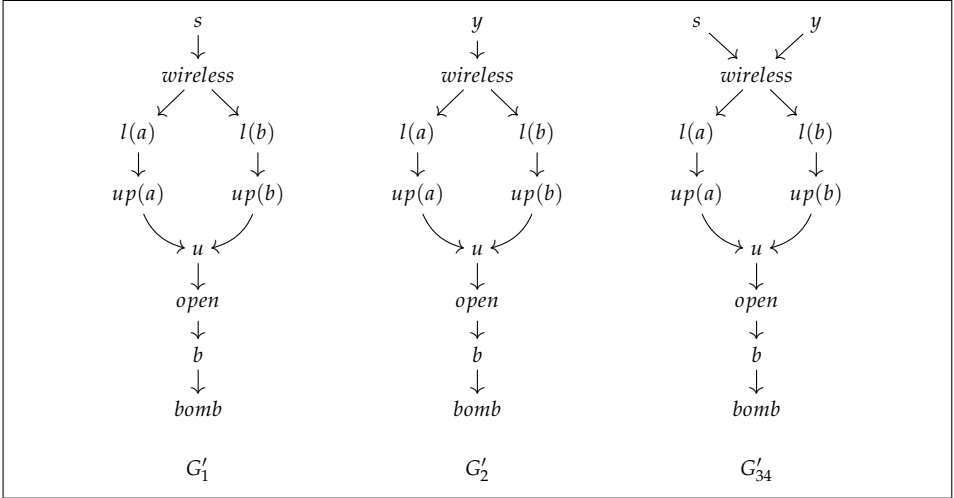 s y s y
wireless wireless wireless
l(a) l(b) l(a) l(b) l(a) l(b)
up(a) up(b) up(a) up(b) up(a) up(b)
u u u
open open open
b b b
bomb bomb bomb
G′₁ G′₂ G′₃₄